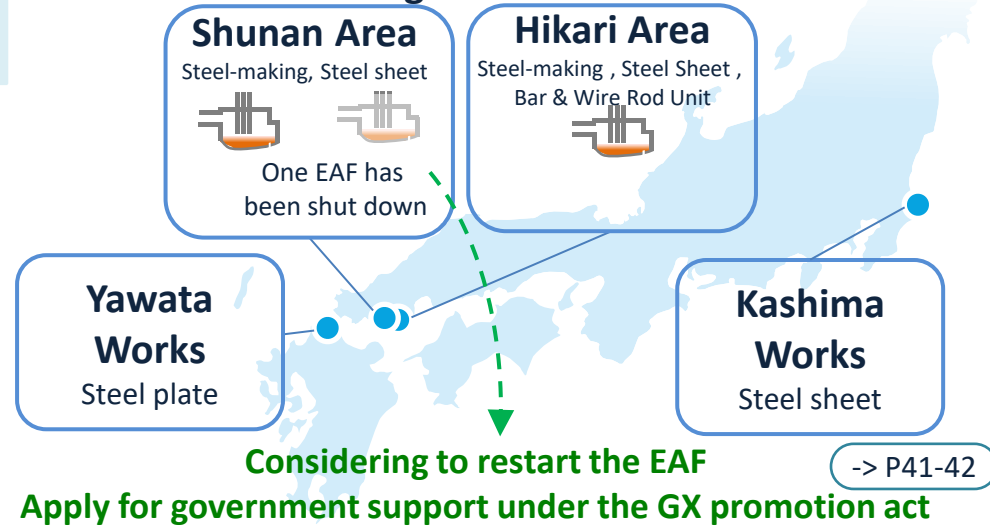 Shunan Area
Steel-making, Steel sheet
One EAF has
been shut down
Hikari Area
Steel-making , Steel Sheet ,
Bar & Wire Rod Unit
Yawata
Works
Steel plate
Kashima
Works
Steel sheet
Considering to restart the EAF
-> P41-42
Apply for government support under the GX promotion act